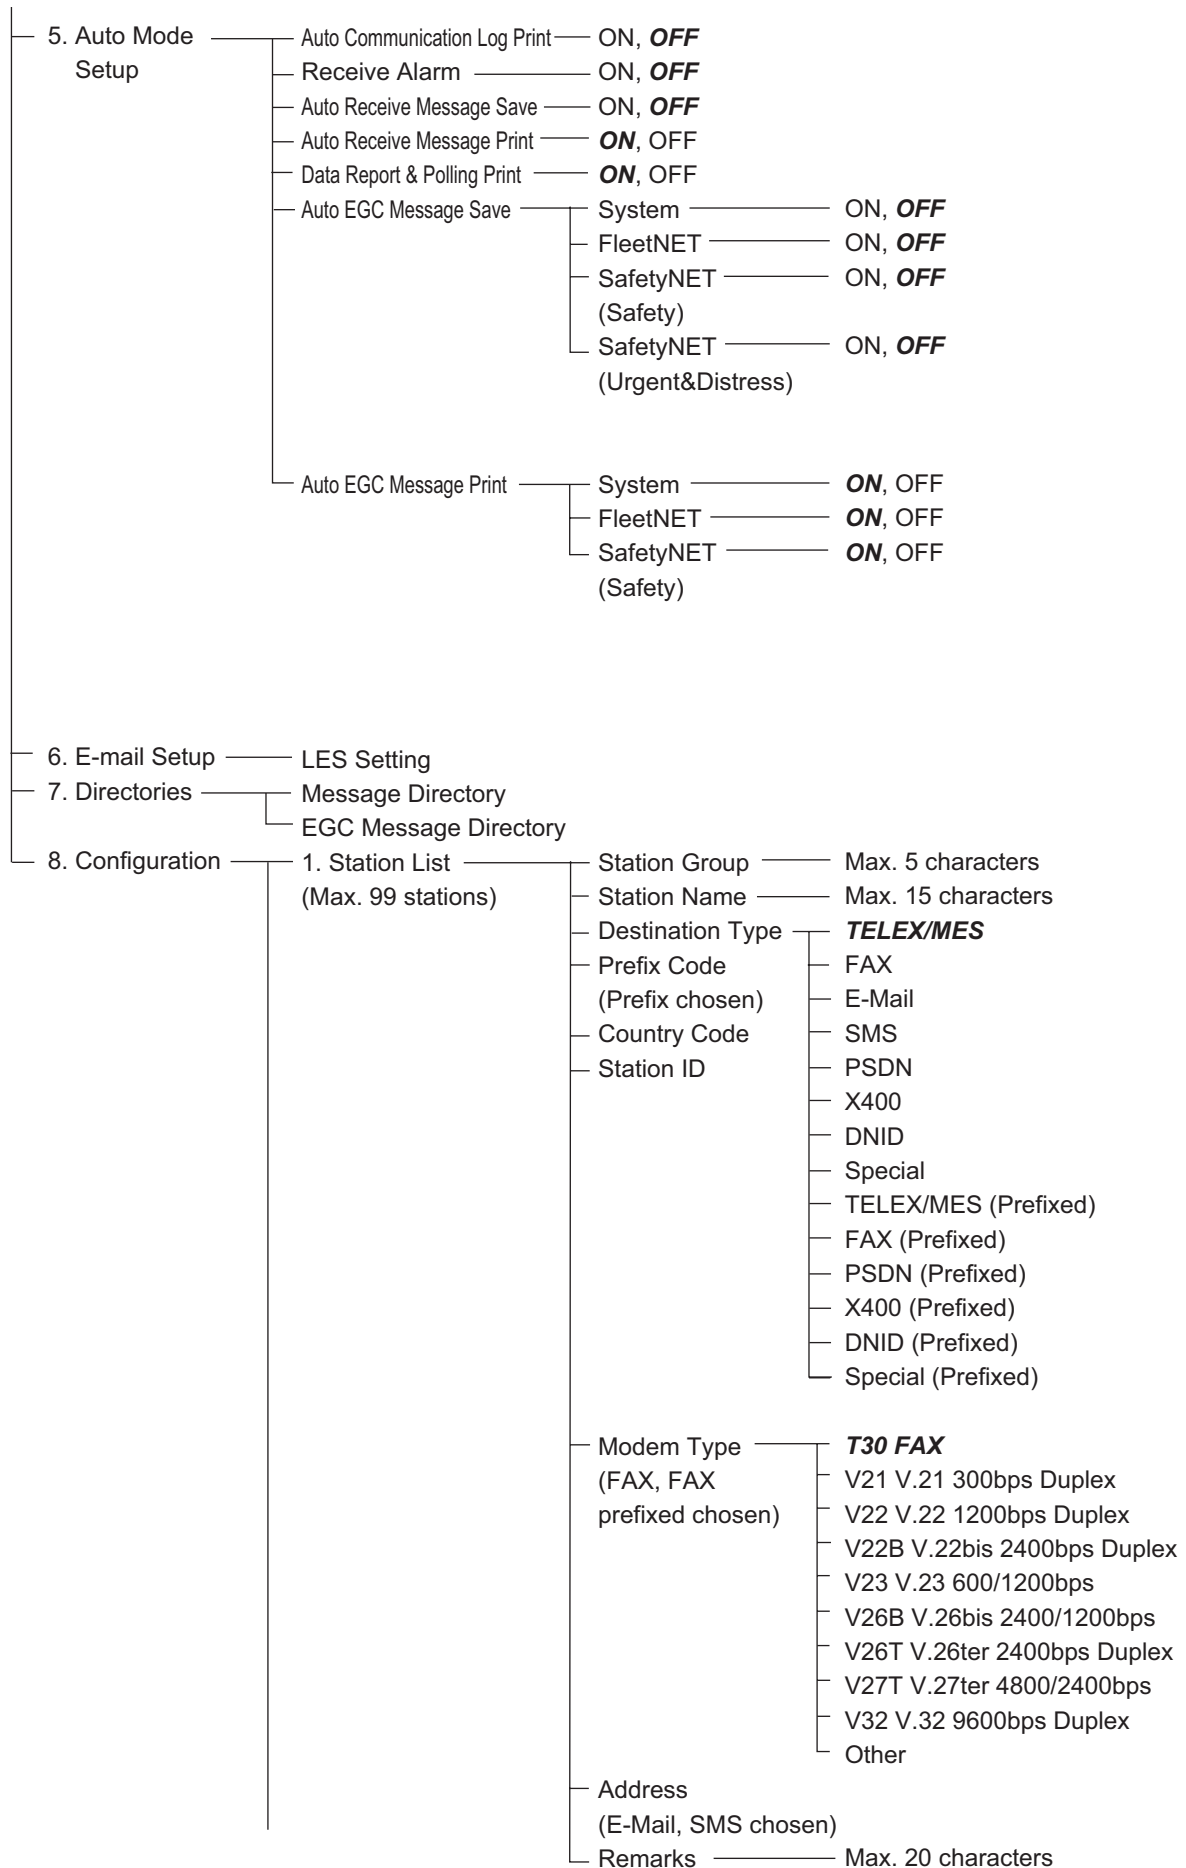 5. Auto Mode Setup
Auto Communication Log Print ON, OFF
Receive Alarm ON, OFF
Auto Receive Message Save ON, OFF
Auto Receive Message Print ON, OFF
Data Report & Polling Print ON, OFF
Auto EGC Message Save System ON, OFF
FleetNET ON, OFF
SafetyNET ON, OFF
(Safety)
SafetyNET ON, OFF
(Urgent&Distress)
Auto EGC Message Print System ON, OFF
FleetNET ON, OFF
SafetyNET ON, OFF
(Safety)
6. E-mail Setup LES Setting
7. Directories Message Directory
EGC Message Directory
8. Configuration 1. Station List Station Group Max. 5 characters
(Max. 99 stations) Station Name Max. 15 characters
Destination Type TELEX/MES
Prefix Code FAX
(Prefix chosen) E-Mail
Country Code SMS
Station ID PSDN
X400
DNID
Special
TELEX/MES (Prefixed)
FAX (Prefixed)
PSDN (Prefixed)
X400 (Prefixed)
DNID (Prefixed)
Special (Prefixed)
Modem Type T30 FAX
(FAX, FAX V21 V.21 300bps Duplex
prefixed chosen) V22 V.22 1200bps Duplex
V22B V.22bis 2400bps Duplex
V23 V.23 600/1200bps
V26B V.26bis 2400/1200bps
V26T V.26ter 2400bps Duplex
V27T V.27ter 4800/2400bps
V32 V.32 9600bps Duplex
Other
Address
(E-Mail, SMS chosen)
Remarks Max. 20 characters